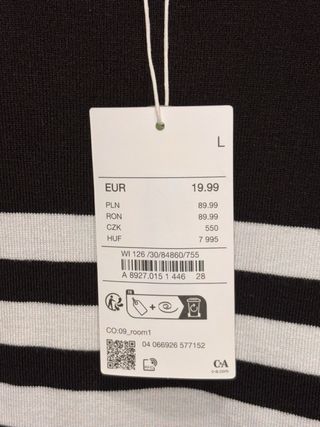 L
EUR 19.99
PLN 89.99
RON 89.99
CZK 550
HUF 7 995
WI 126 /30/84860/755
A 8927.015 1 446 28
CO:09_room1
04 066926 577152
C&A
c-a.com